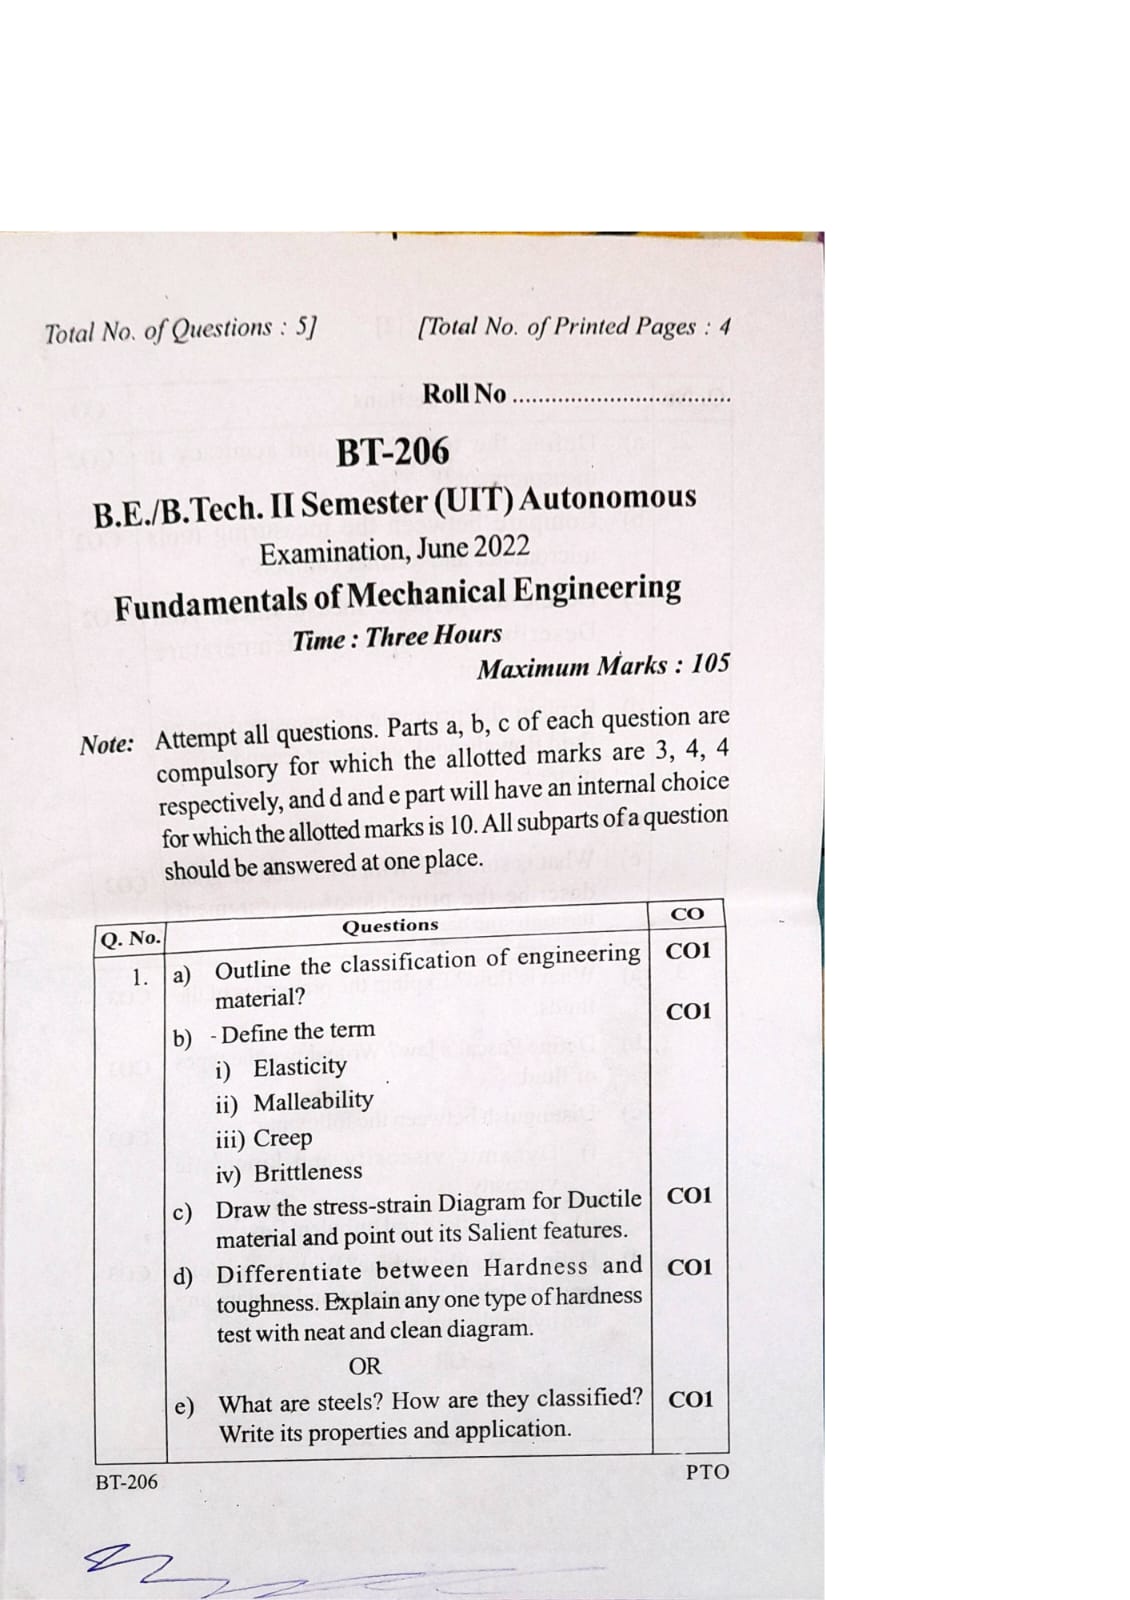 Total No. of Questions : 5]
[Total No. of Printed Pages : 4
Roll No ..................................
BT-206
B.E./B.Tech. II Semester (UIT) Autonomous
Examination, June 2022
Fundamentals of Mechanical Engineering
Time : Three Hours
Maximum Marks : 105
Note: Attempt all questions. Parts a, b, c of each question are
compulsory for which the allotted marks are 3, 4, 4
respectively, and d and e part will have an internal choice
for which the allotted marks is 10. All subparts of a question
should be answered at one place.
Q. No. Questions CO
1. a) Outline the classification of engineering CO1
material?
b) - Define the term CO1
i) Elasticity
ii) Malleability
iii) Creep
iv) Brittleness
c) Draw the stress-strain Diagram for Ductile CO1
material and point out its Salient features.
d) Differentiate between Hardness and CO1
toughness. Explain any one type of hardness
test with neat and clean diagram.
OR
e) What are steels? How are they classified? CO1
Write its properties and application.
BT-206
PTO